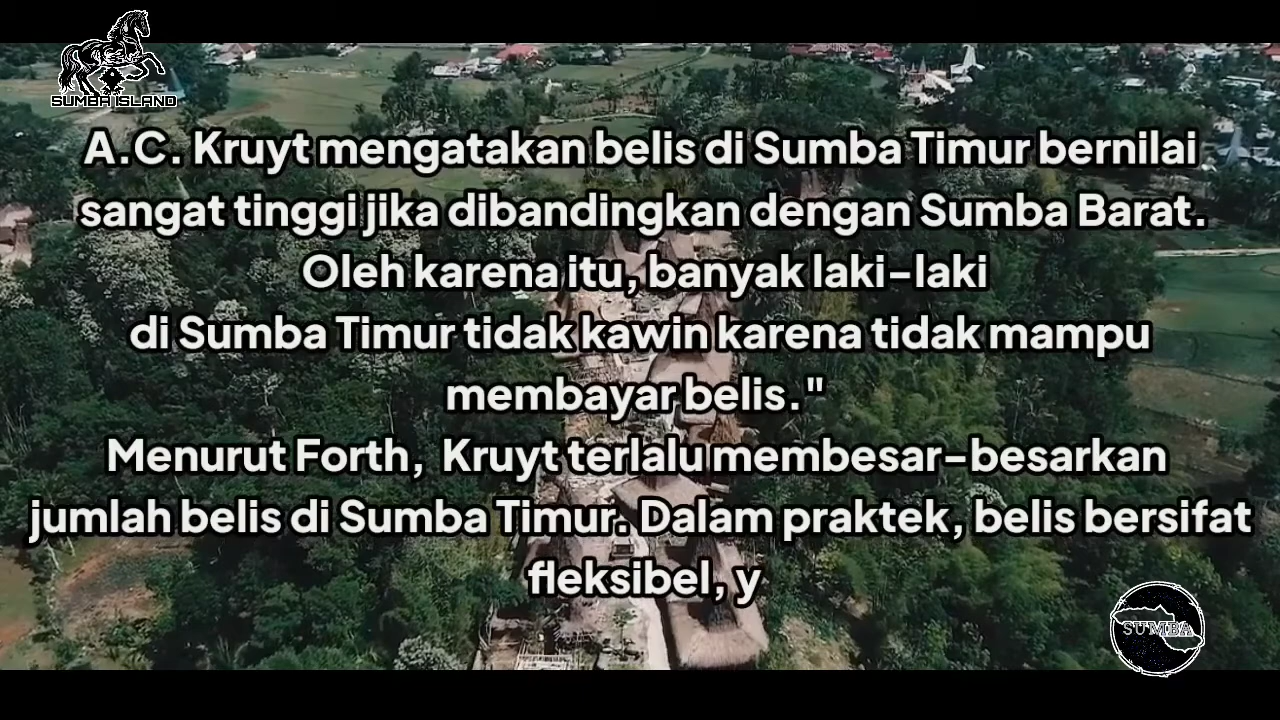 SUMBA ISLAND
A.C. Kruyt mengatakan belis di Sumba Timur bernilai
sangat tinggi jika dibandingkan dengan Sumba Barat.
Oleh karena itu, banyak laki-laki
di Sumba Timur tidak kawin karena tidak mampu
membayar belis."
Menurut Forth,  Kruyt terlalu membesar-besarkan
jumlah belis di Sumba Timur. Dalam praktek, belis bersifat
fleksibel, y
SUMBA